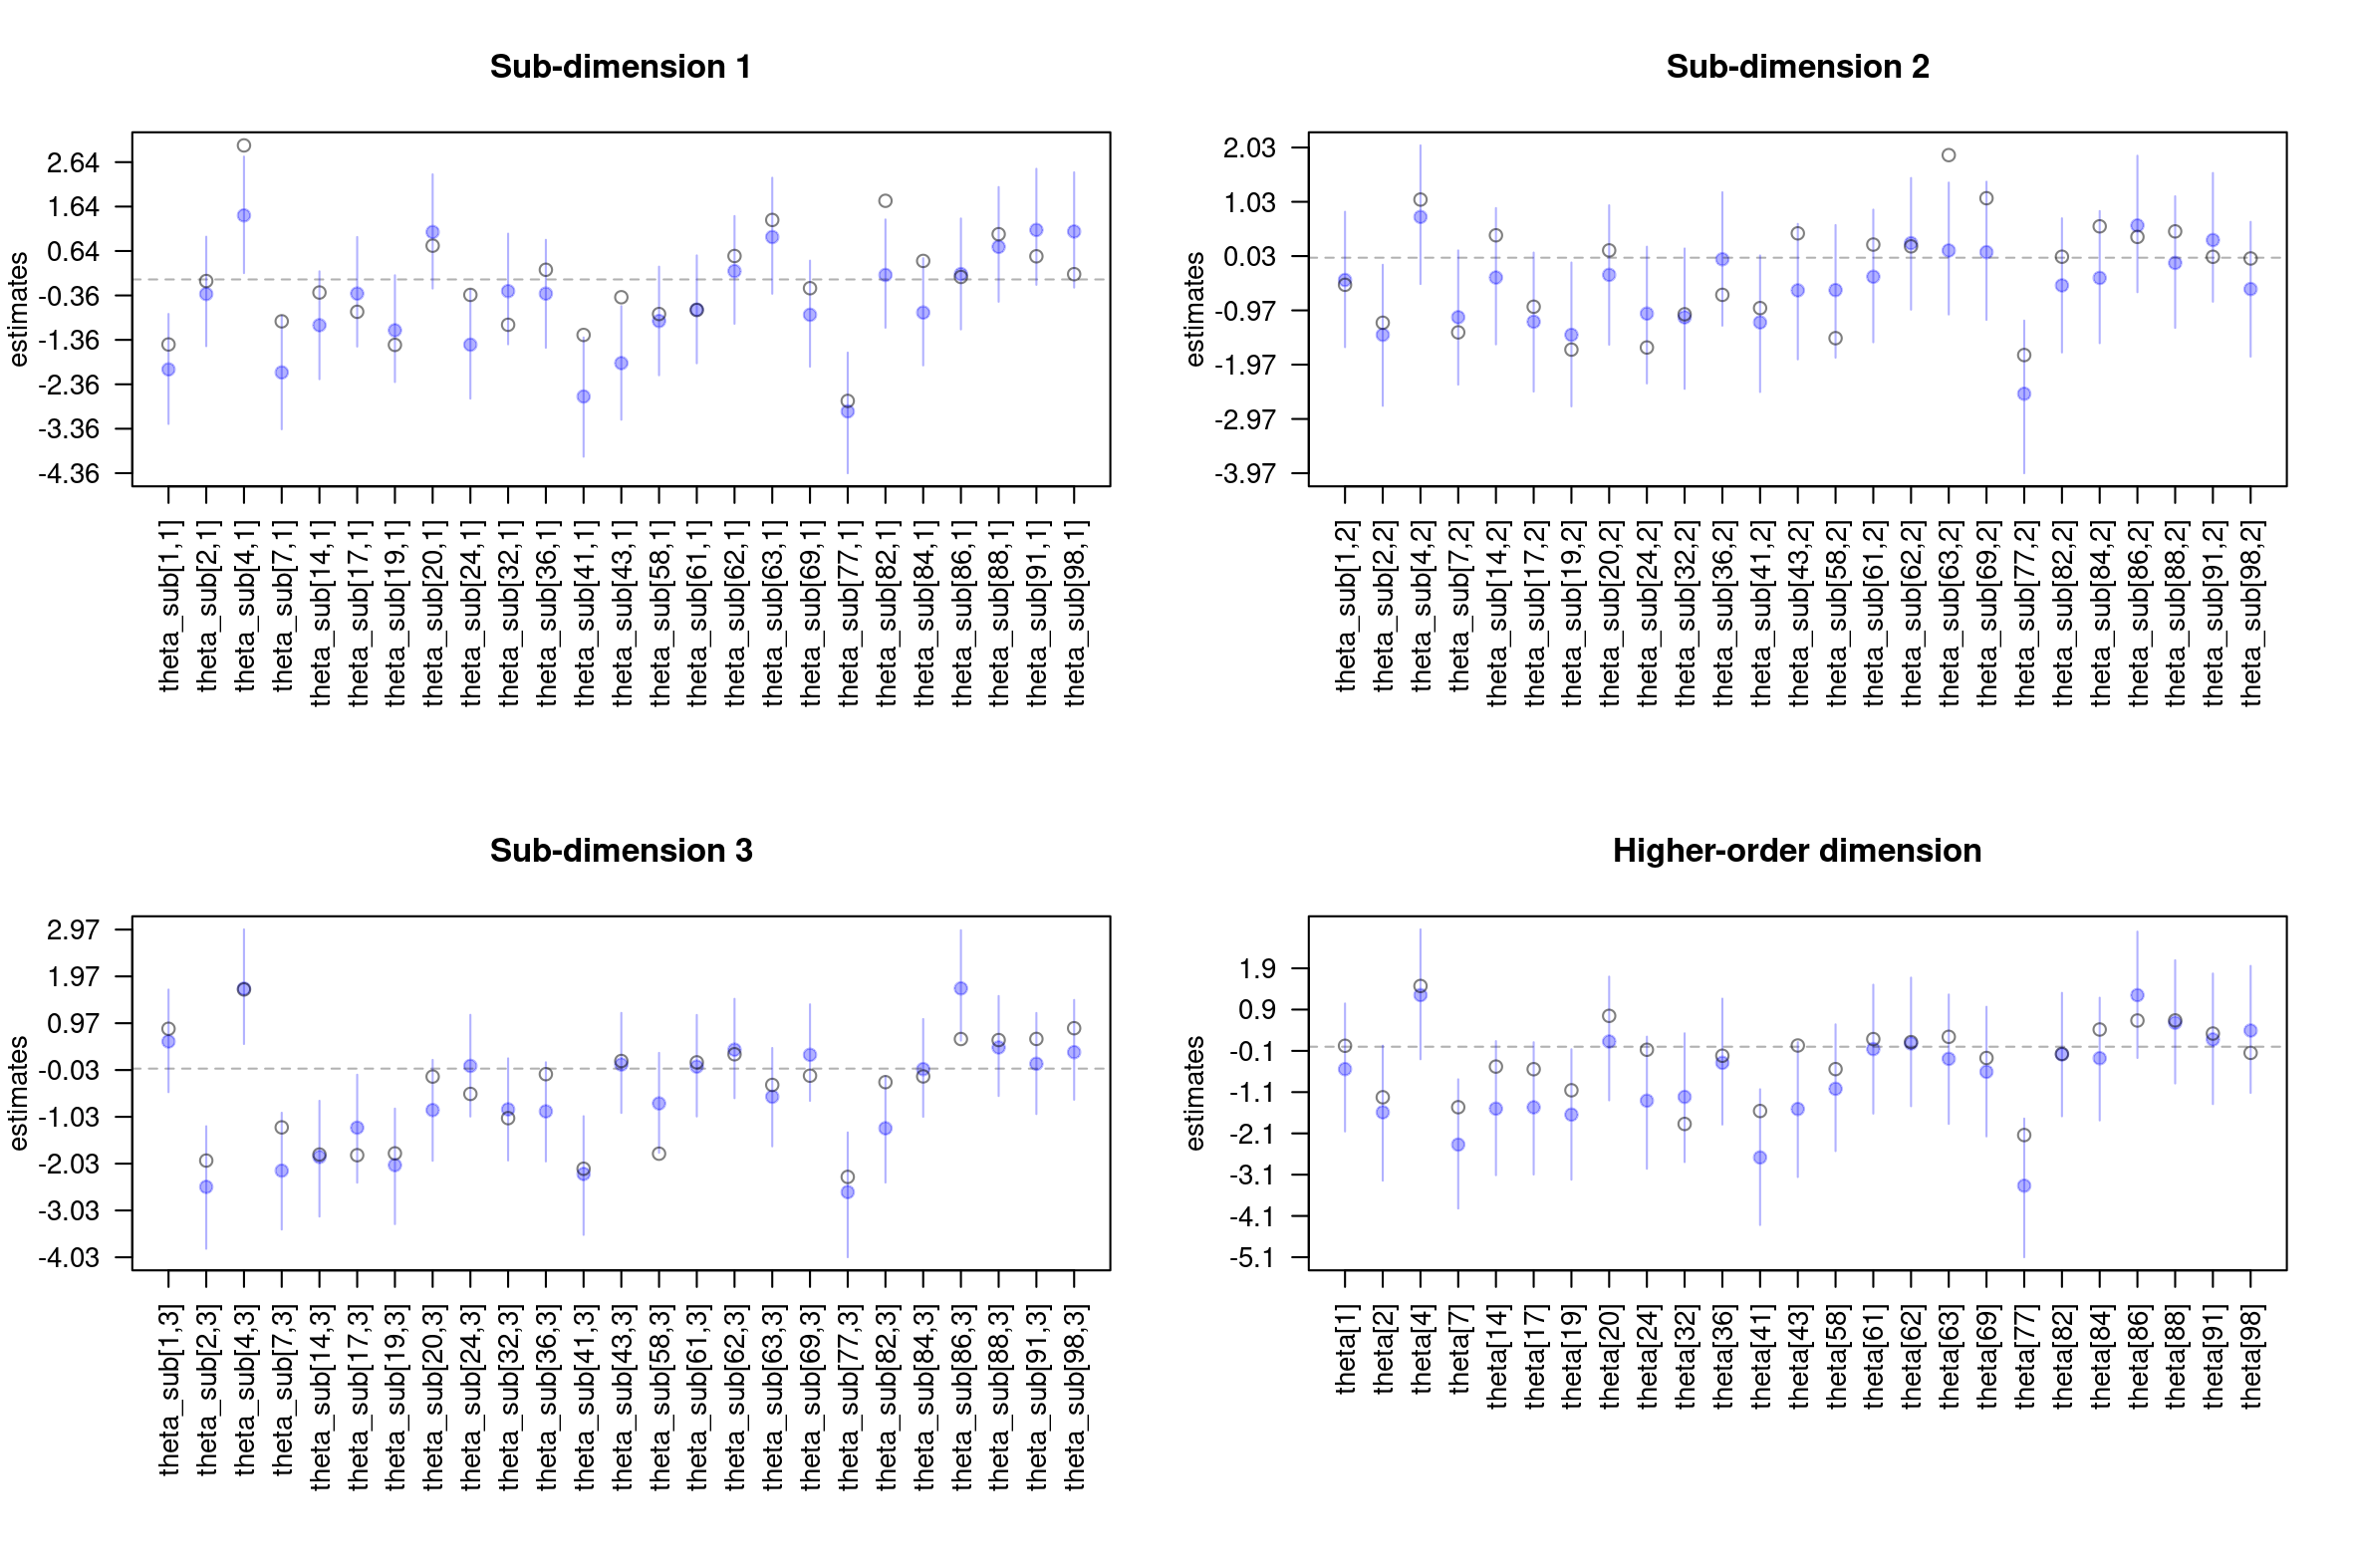 Sub-dimension 1
estimates
2.64
1.64
0.64
-0.36
-1.36
-2.36
-3.36
-4.36
theta_sub[1,1]
theta_sub[2,1]
theta_sub[4,1]
theta_sub[7,1]
theta_sub[14,1]
theta_sub[17,1]
theta_sub[19,1]
theta_sub[20,1]
theta_sub[24,1]
theta_sub[32,1]
theta_sub[36,1]
theta_sub[41,1]
theta_sub[43,1]
theta_sub[58,1]
theta_sub[61,1]
theta_sub[62,1]
theta_sub[63,1]
theta_sub[69,1]
theta_sub[77,1]
theta_sub[82,1]
theta_sub[84,1]
theta_sub[86,1]
theta_sub[88,1]
theta_sub[91,1]
theta_sub[98,1]
Sub-dimension 2
estimates
2.03
1.03
0.03
-0.97
-1.97
-2.97
-3.97
theta_sub[1,2]
theta_sub[2,2]
theta_sub[4,2]
theta_sub[7,2]
theta_sub[14,2]
theta_sub[17,2]
theta_sub[19,2]
theta_sub[20,2]
theta_sub[24,2]
theta_sub[32,2]
theta_sub[36,2]
theta_sub[41,2]
theta_sub[43,2]
theta_sub[58,2]
theta_sub[61,2]
theta_sub[62,2]
theta_sub[63,2]
theta_sub[69,2]
theta_sub[77,2]
theta_sub[82,2]
theta_sub[84,2]
theta_sub[86,2]
theta_sub[88,2]
theta_sub[91,2]
theta_sub[98,2]
Sub-dimension 3
estimates
2.97
1.97
0.97
-0.03
-1.03
-2.03
-3.03
-4.03
theta_sub[1,3]
theta_sub[2,3]
theta_sub[4,3]
theta_sub[7,3]
theta_sub[14,3]
theta_sub[17,3]
theta_sub[19,3]
theta_sub[20,3]
theta_sub[24,3]
theta_sub[32,3]
theta_sub[36,3]
theta_sub[41,3]
theta_sub[43,3]
theta_sub[58,3]
theta_sub[61,3]
theta_sub[62,3]
theta_sub[63,3]
theta_sub[69,3]
theta_sub[77,3]
theta_sub[82,3]
theta_sub[84,3]
theta_sub[86,3]
theta_sub[88,3]
theta_sub[91,3]
theta_sub[98,3]
Higher-order dimension
estimates
1.9
0.9
-0.1
-1.1
-2.1
-3.1
-4.1
-5.1
theta[1]
theta[2]
theta[4]
theta[7]
theta[14]
theta[17]
theta[19]
theta[20]
theta[24]
theta[32]
theta[36]
theta[41]
theta[43]
theta[58]
theta[61]
theta[62]
theta[63]
theta[69]
theta[77]
theta[82]
theta[84]
theta[86]
theta[88]
theta[91]
theta[98]